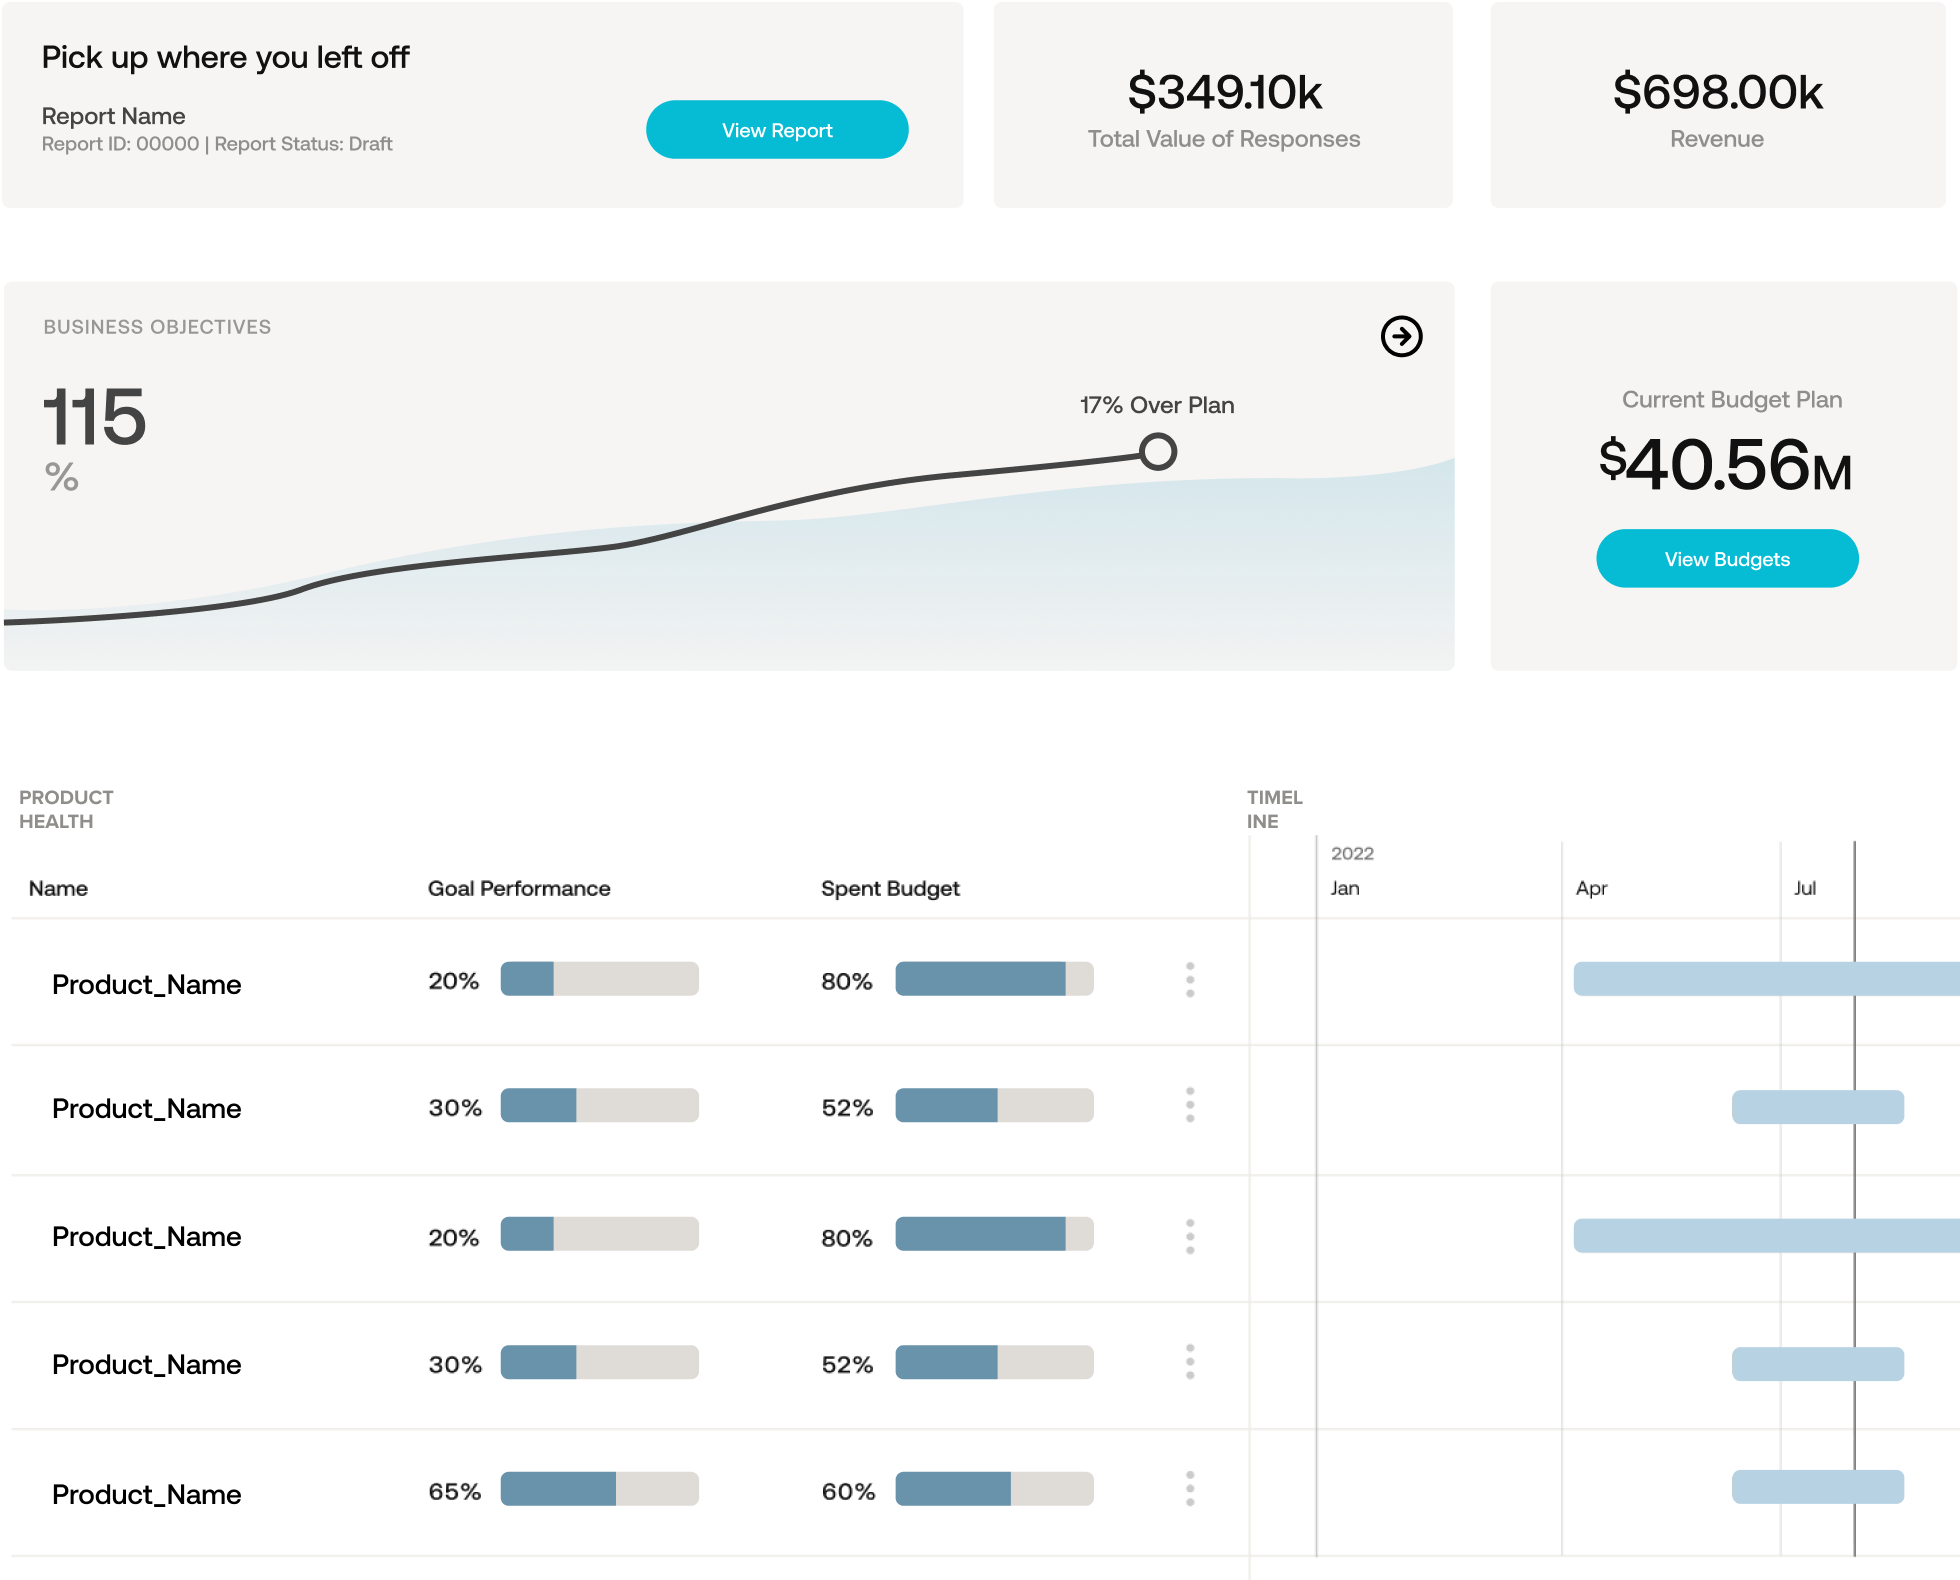 Pick up where you left off
Report Name
Report ID: 00000 | Report Status: Draft
View Report
$349.10k
Total Value of Responses
$698.00k
Revenue
BUSINESS OBJECTIVES
115
%
17% Over Plan
Current Budget Plan
$40.56M
View Budgets
PRODUCT
HEALTH
TIMEL
INE
2022
Name Goal Performance Spent Budget Jan Apr Jul
Product_Name 20% 80%
Product_Name 30% 52%
Product_Name 20% 80%
Product_Name 30% 52%
Product_Name 65% 60%